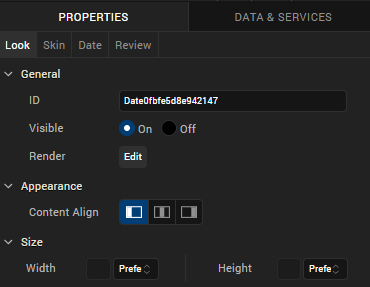 PROPERTIES DATA & SERVICES
Look Skin Date Review
General
ID Date0fbfe5d8e942147
Visible On Off
Render Edit
Appearance
Content Align
Size
Width Prefe Height Prefe